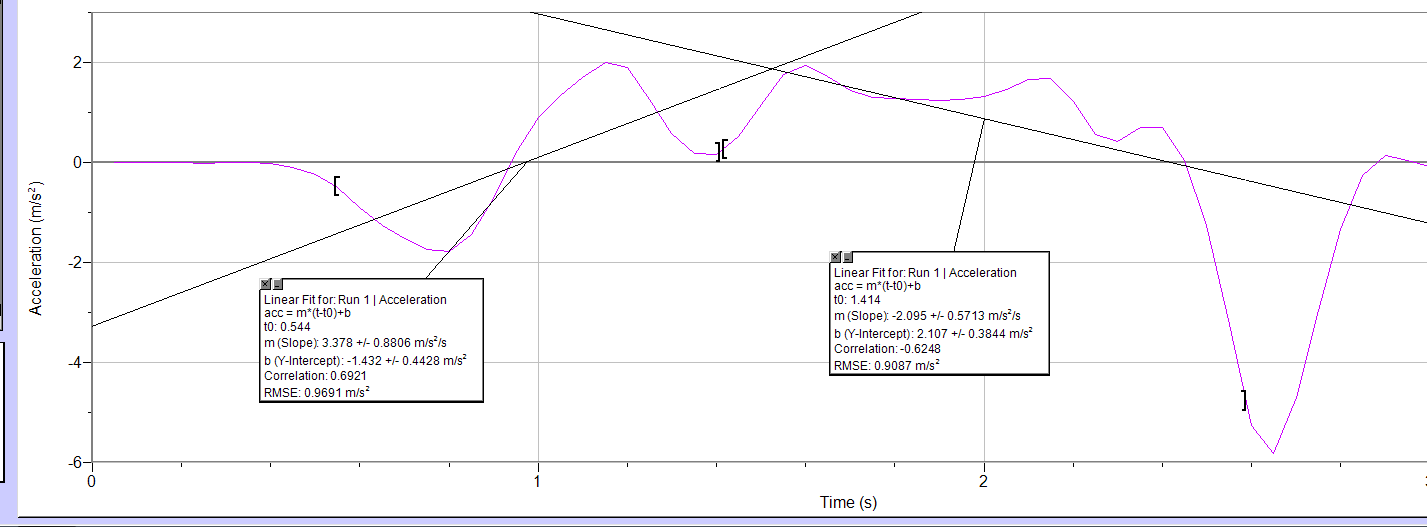 2
0
-2
-4
-6
Acceleration (m/s²)
0
1
2
Time (s)
Linear Fit for: Run 1 | Acceleration
acc = m*(t-t0)+b
t0: 0.544
m (Slope): 3.378 +/- 0.8806 m/s²/s
b (Y-Intercept): -1.432 +/- 0.4428 m/s²
Correlation: 0.6921
RMSE: 0.9691 m/s²
Linear Fit for: Run 1 | Acceleration
acc = m*(t-t0)+b
t0: 1.414
m (Slope): -2.095 +/- 0.5713 m/s²/s
b (Y-Intercept): 2.107 +/- 0.3844 m/s²
Correlation: -0.6248
RMSE: 0.9087 m/s²